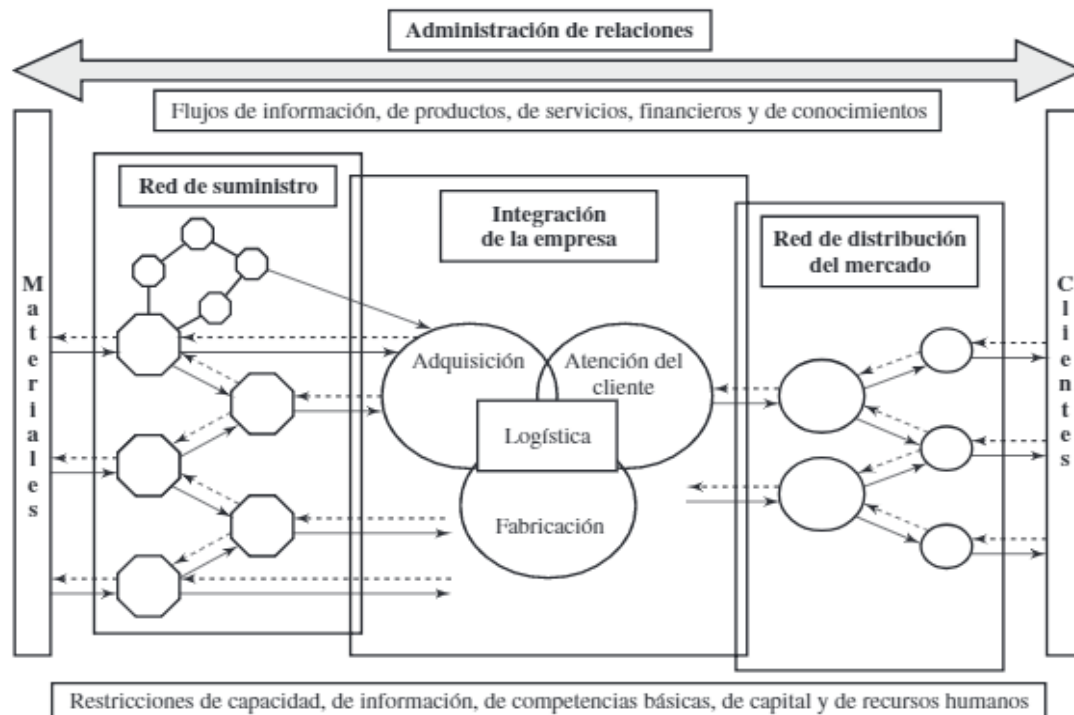 Administración de relaciones
Flujos de información, de productos, de servicios, financieros y de conocimientos
Materiales
Red de suministro
Integración
de la empresa
Red de distribución
del mercado
Clientes
Adquisición
Atención del
cliente
Logística
Fabricación
Restricciones de capacidad, de información, de competencias básicas, de capital y de recursos humanos